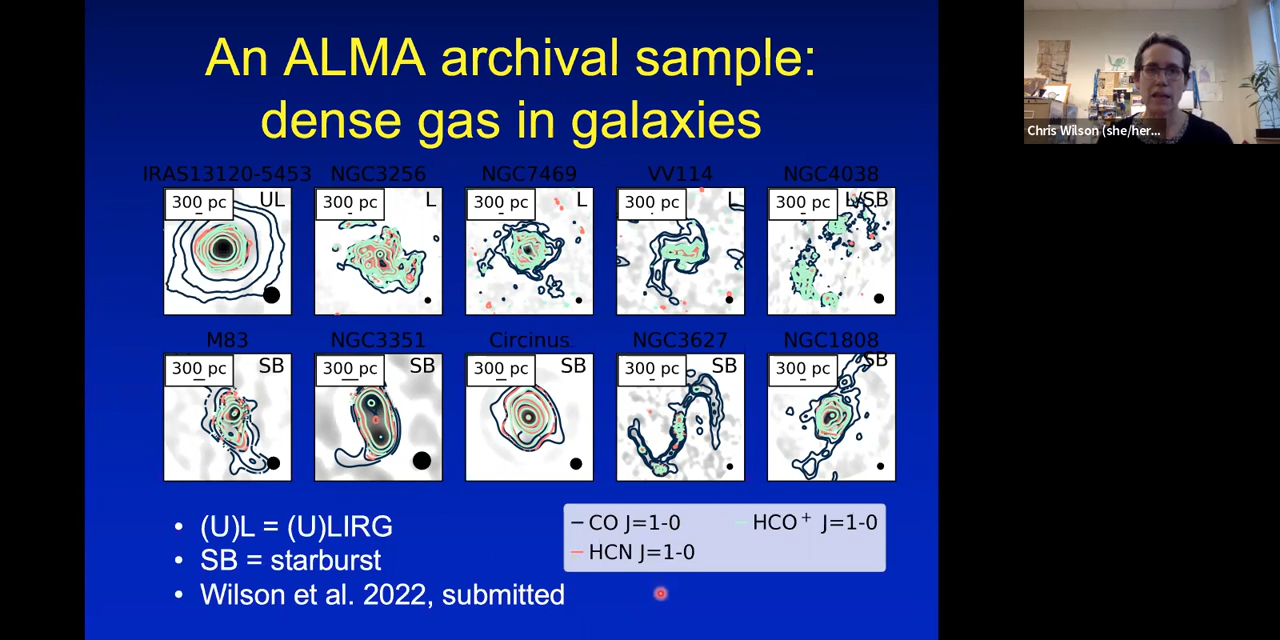 An ALMA archival sample:
dense gas in galaxies
IRAS13120-5453 NGC3256 NGC7469 VV114 NGC4038
300 pc UL 300 pc L 300 pc L 300 pc L 300 pc L/SB
M83 NGC3351 Circinus NGC3627 NGC1808
300 pc SB 300 pc SB 300 pc SB 300 pc SB 300 pc SB
• (U)L = (U)LIRG
• SB = starburst
• Wilson et al. 2022, submitted
CO J=1-0 HCO+ J=1-0
HCN J=1-0
Chris Wilson (she/her...